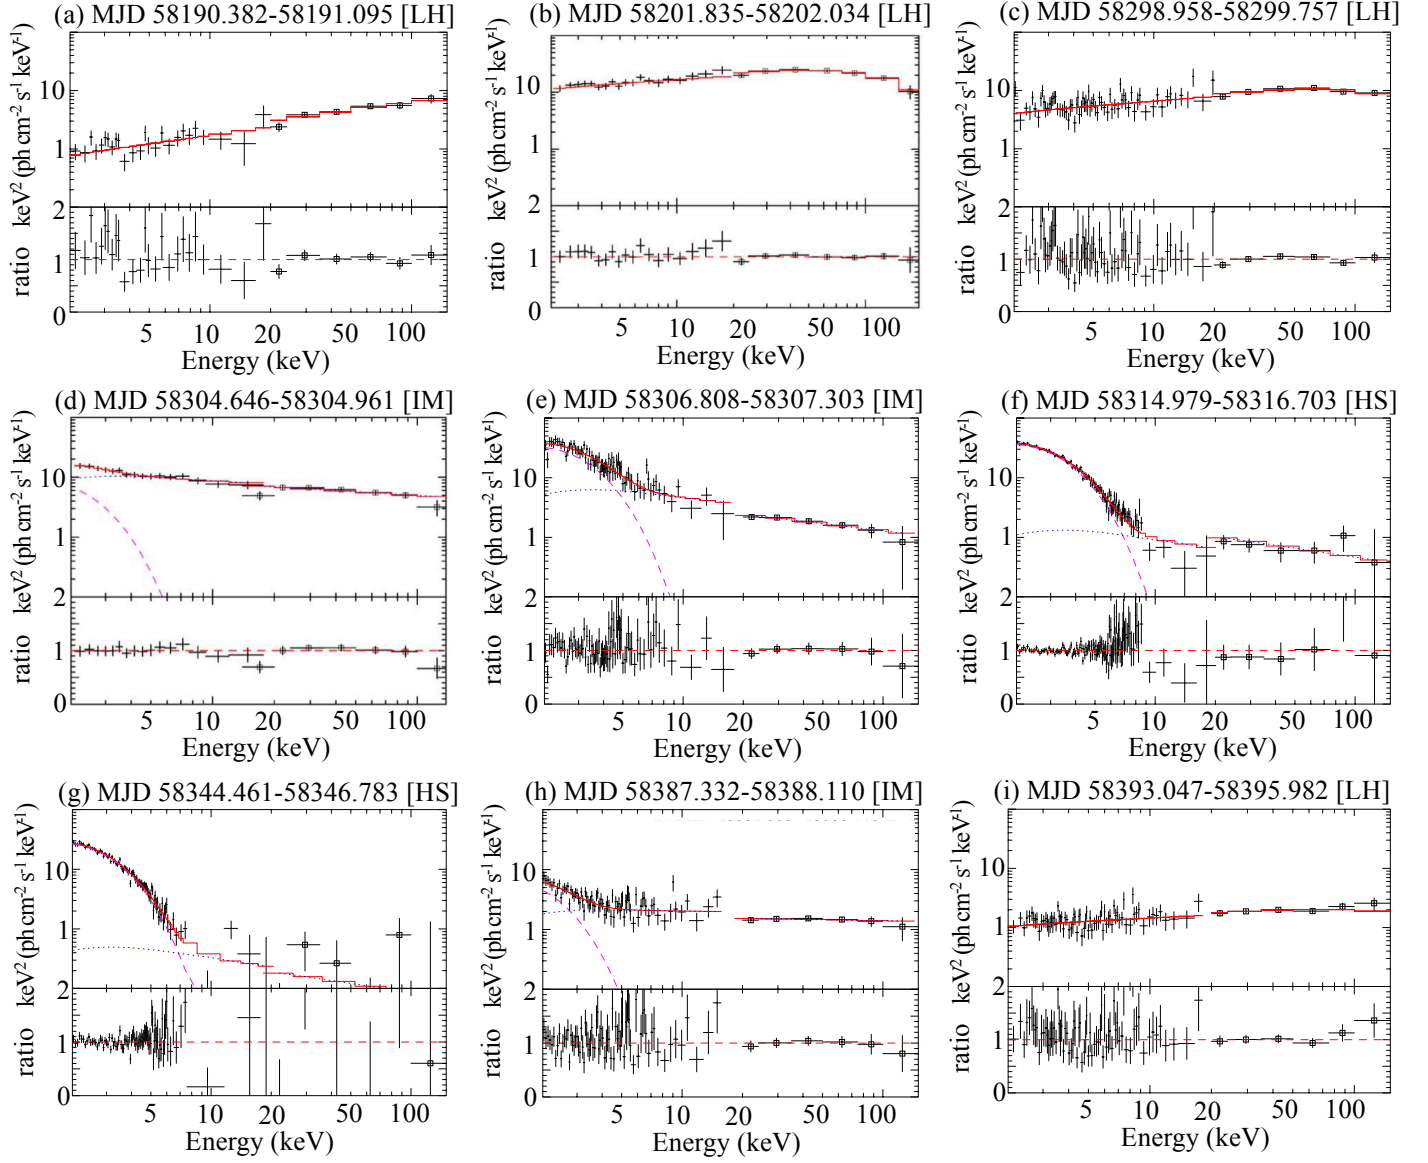 (a) MJD 58190.382-58191.095 [LH]
keV² (ph cm⁻² s⁻¹ keV⁻¹)
10
1
ratio
2
1
0
5 10 20 50 100
Energy (keV)
(b) MJD 58201.835-58202.034 [LH]
keV² (ph cm⁻² s⁻¹ keV⁻¹)
10
1
ratio
2
1
0
5 10 20 50 100
Energy (keV)
(c) MJD 58298.958-58299.757 [LH]
keV² (ph cm⁻² s⁻¹ keV⁻¹)
10
1
ratio
2
1
0
5 10 20 50 100
Energy (keV)
(d) MJD 58304.646-58304.961 [IM]
keV² (ph cm⁻² s⁻¹ keV⁻¹)
10
1
ratio
2
1
0
5 10 20 50 100
Energy (keV)
(e) MJD 58306.808-58307.303 [IM]
keV² (ph cm⁻² s⁻¹ keV⁻¹)
10
1
ratio
2
1
0
5 10 20 50 100
Energy (keV)
(f) MJD 58314.979-58316.703 [HS]
keV² (ph cm⁻² s⁻¹ keV⁻¹)
10
1
ratio
2
1
0
5 10 20 50 100
Energy (keV)
(g) MJD 58344.461-58346.783 [HS]
keV² (ph cm⁻² s⁻¹ keV⁻¹)
10
1
ratio
2
1
0
5 10 20 50 100
Energy (keV)
(h) MJD 58387.332-58388.110 [IM]
keV² (ph cm⁻² s⁻¹ keV⁻¹)
10
1
ratio
2
1
0
5 10 20 50 100
Energy (keV)
(i) MJD 58393.047-58395.982 [LH]
keV² (ph cm⁻² s⁻¹ keV⁻¹)
10
1
ratio
2
1
0
5 10 20 50 100
Energy (keV)